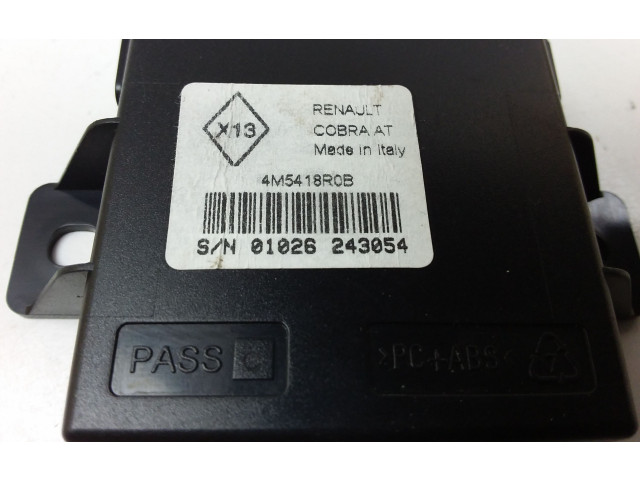 X13
RENAULT
COBRA AT
Made in Italy
4M5418R0B
S/N 01026 243054
PASS
>PC+ABS<